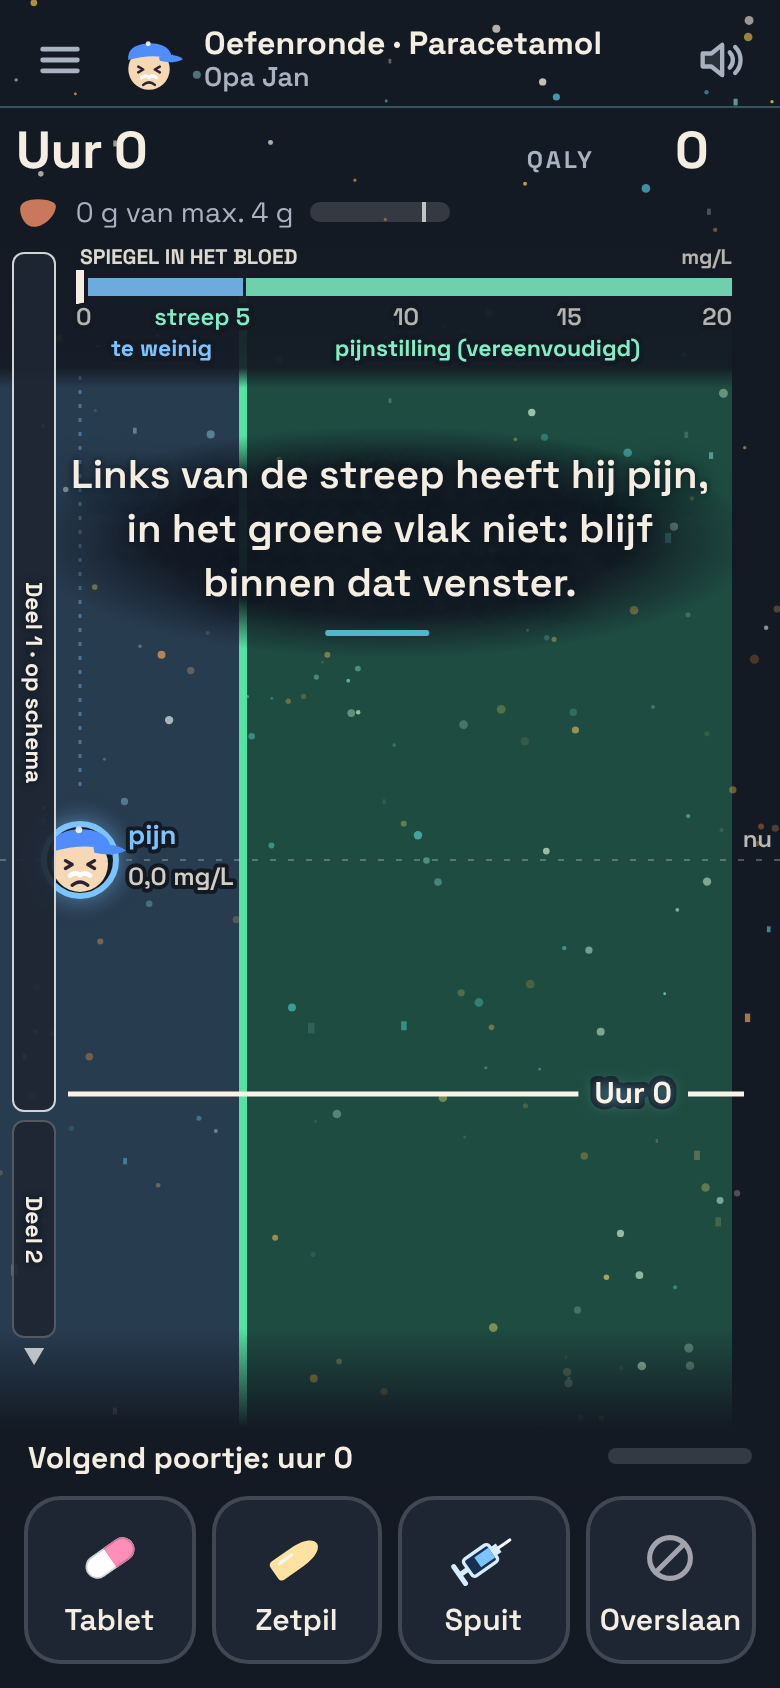 Oefenronde · Paracetamol
Opa Jan
Uur 0
QALY 0
0 g van max. 4 g
SPIEGEL IN HET BLOED mg/L
0 streep 5 10 15 20
te weinig pijnstilling (vereenvoudigd)
Links van de streep heeft hij pijn,
in het groene vlak niet: blijf
binnen dat venster.
Deel 1 · op schema
pijn
0,0 mg/L
nu
Uur 0
Deel 2
Volgend poortje: uur 0
Tablet Zetpil Spuit Overslaan